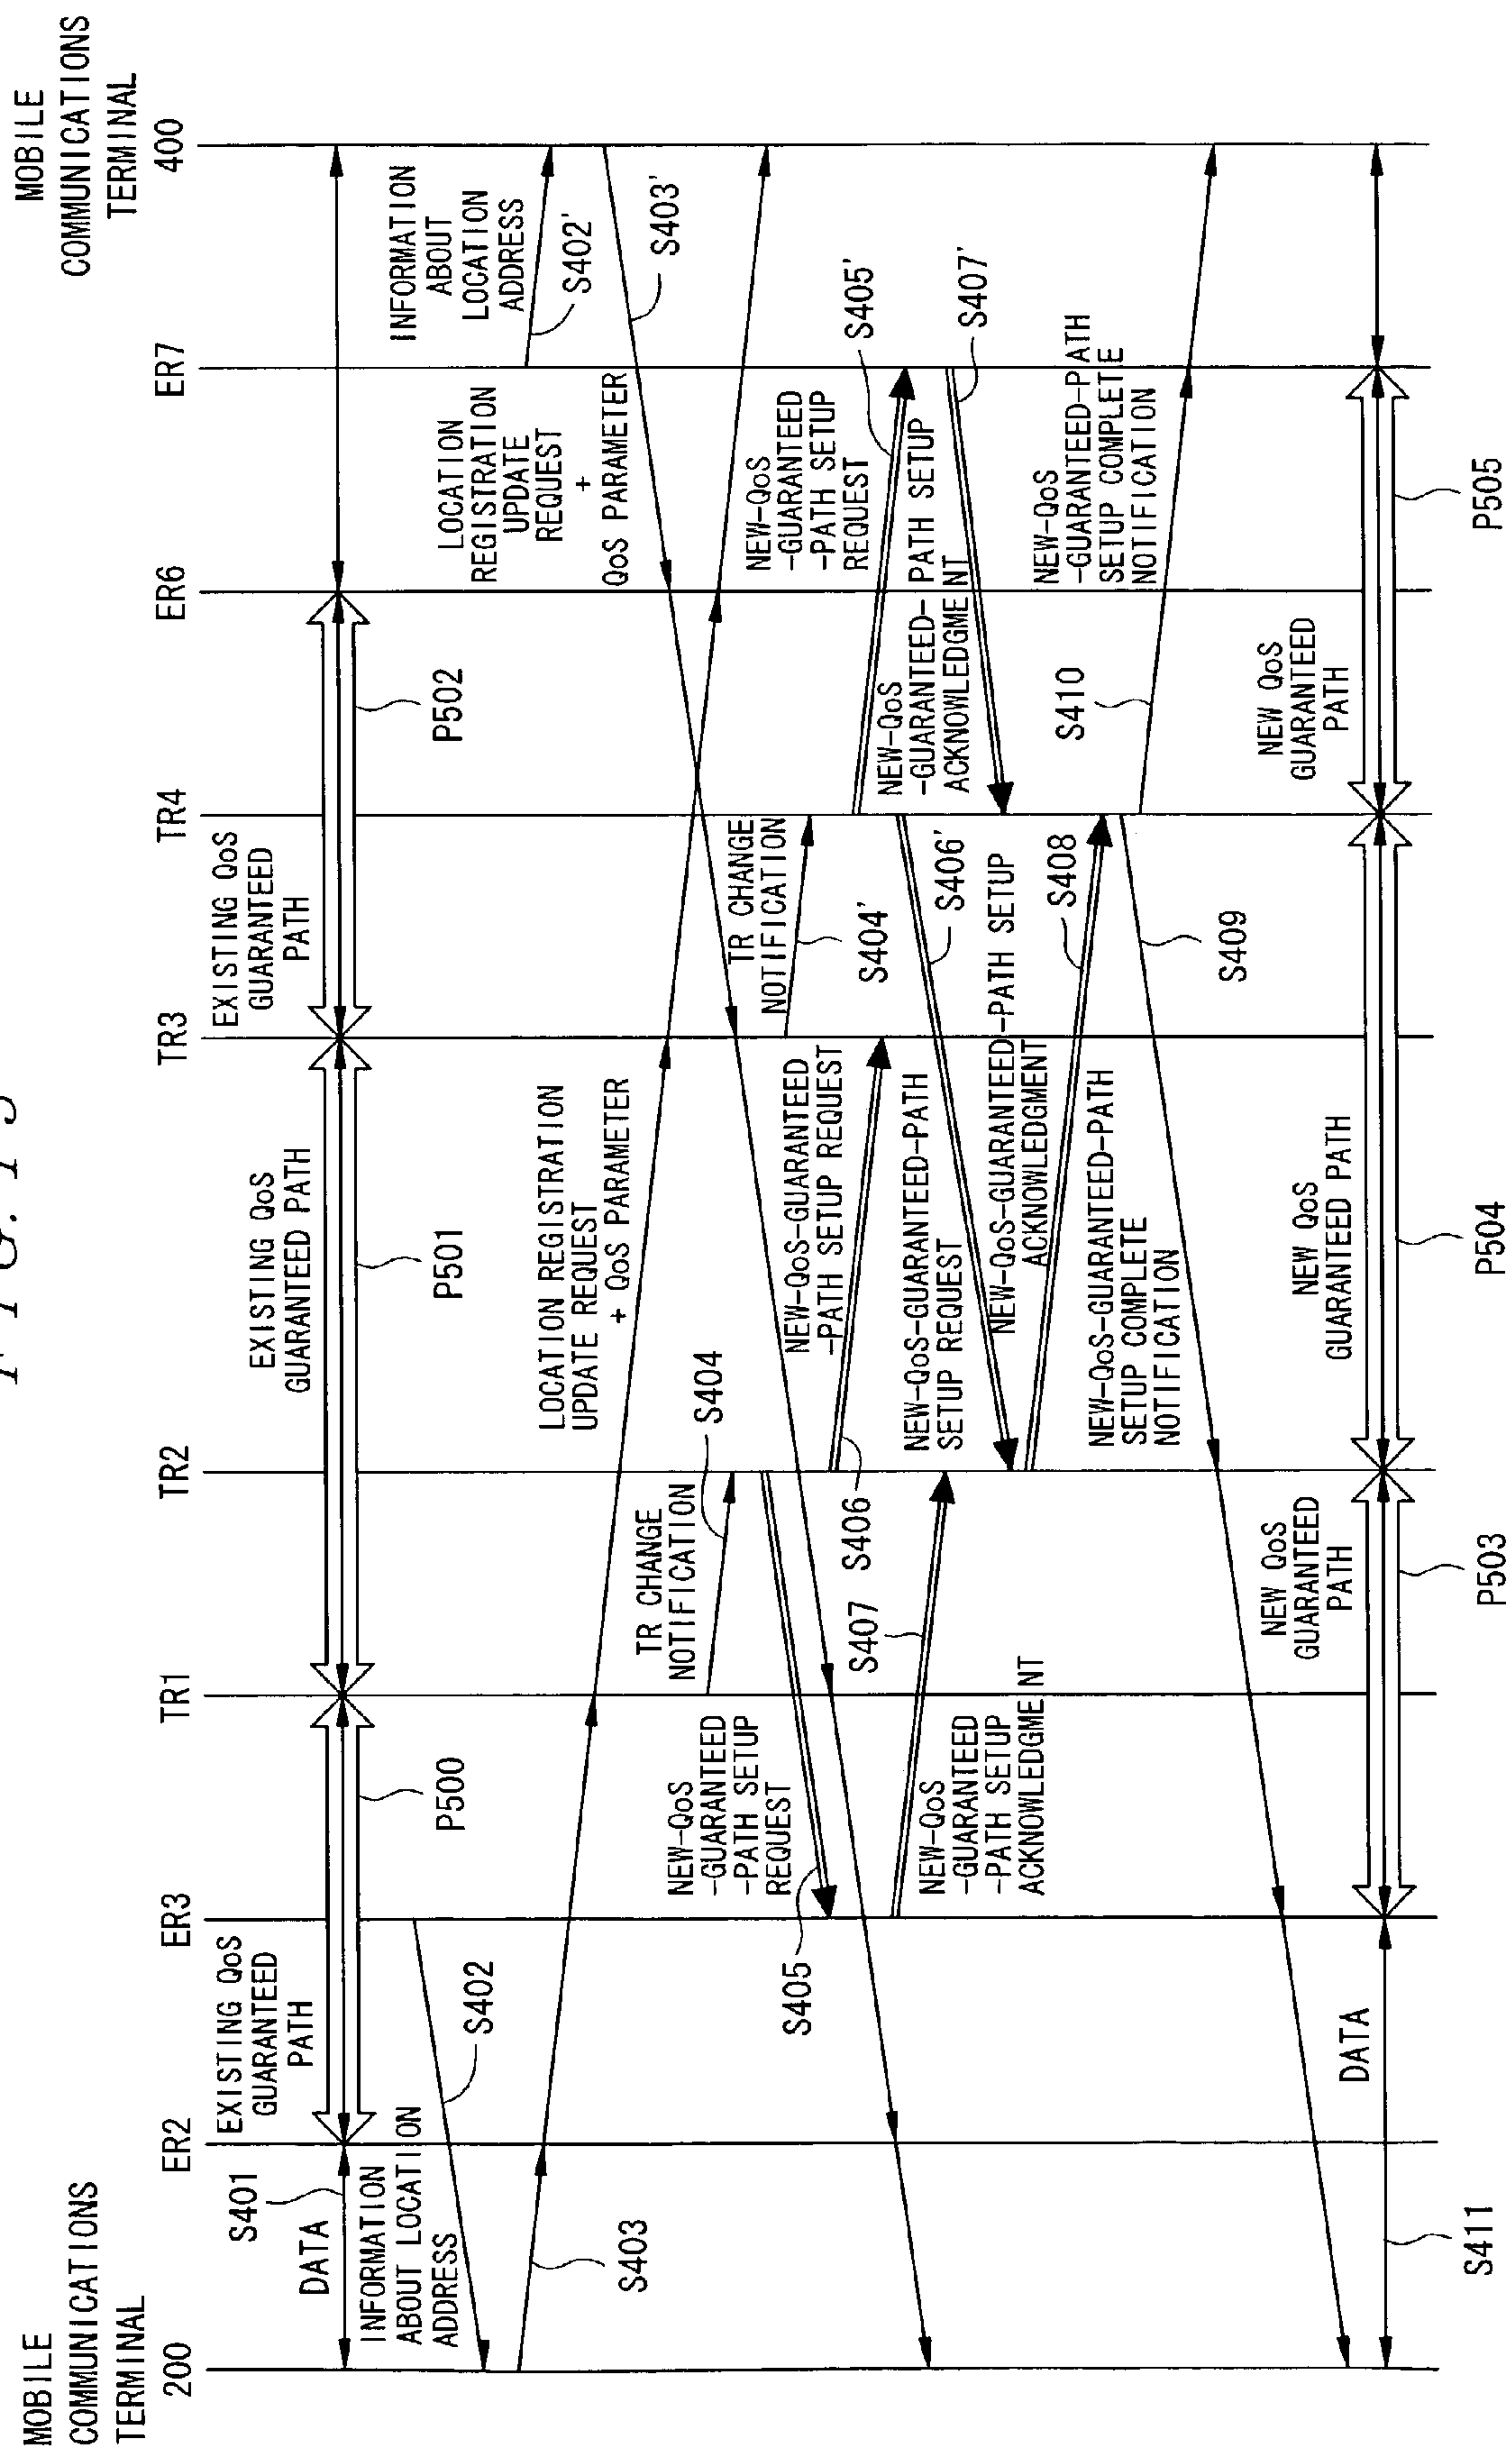 MOBILE
COMMUNICATIONS
TERMINAL
200
ER2
ER3
TR1
TR2
TR3
TR4
ER6
ER7
MOBILE
COMMUNICATIONS
TERMINAL
400
S401
DATA
EXISTING QoS
GUARANTEED
PATH
P500
EXISTING QoS
GUARANTEED PATH
P501
EXISTING QoS
GUARANTEED
PATH
P502
INFORMATION
ABOUT LOCATION
ADDRESS
S402
INFORMATION
ABOUT
LOCATION
ADDRESS
S402'
S403
LOCATION REGISTRATION
UPDATE REQUEST
+ QoS PARAMETER
LOCATION
REGISTRATION
UPDATE
REQUEST
+
QoS PARAMETER
S403'
TR CHANGE
NOTIFICATION
S404
TR CHANGE
NOTIFICATION
S404'
NEW-QoS
-GUARANTEED
-PATH SETUP
REQUEST
S405
NEW-QoS
-GUARANTEED
-PATH SETUP
REQUEST
S405'
NEW-QoS-GUARANTEED
-PATH SETUP REQUEST
S406
NEW-QoS-GUARANTEED-PATH
SETUP REQUEST
S406'
S407
NEW-QoS
-GUARANTEED
-PATH SETUP
ACKNOWLEDGME NT
NEW-QoS
-GUARANTEED- PATH SETUP
ACKNOWLEDGME NT
S407'
NEW-QoS-GUARANTEED-PATH SETUP
ACKNOWLEDGMENT
S408
NEW-QoS-GUARANTEED-PATH
SETUP COMPLETE
NOTIFICATION
S409
NEW-QoS
-GUARANTEED-PATH
SETUP COMPLETE
NOTIFICATION
S410
DATA
S411
NEW QoS
GUARANTEED
PATH
P503
NEW QoS
GUARANTEED PATH
P504
NEW QoS
GUARANTEED
PATH
P505